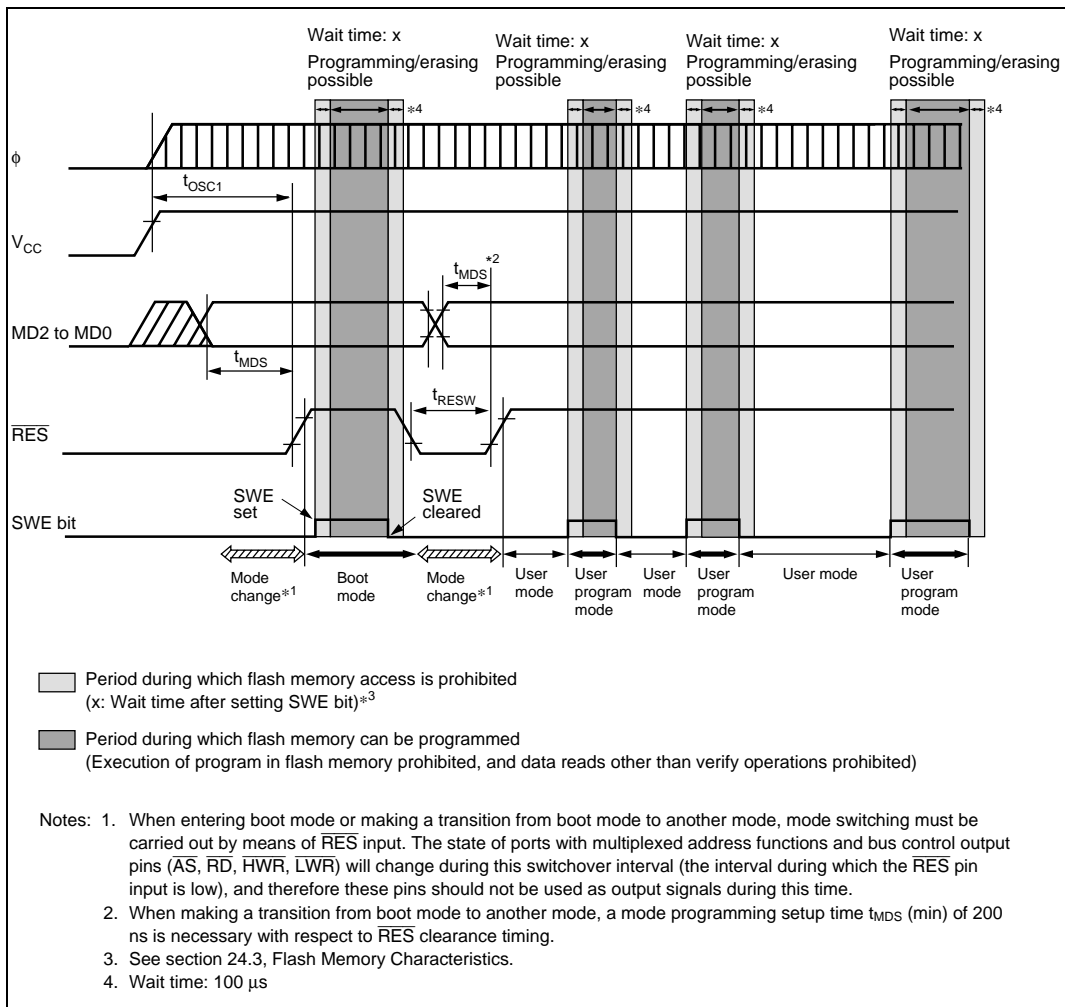 Wait time: x
Programming/erasing
possible
Wait time: x
Programming/erasing
possible
Wait time: x
Programming/erasing
possible
Wait time: x
Programming/erasing
possible
*4
*4
*4
*4
φ
tOSC1
VCC
tMDS*2
MD2 to MD0
tMDS
tRESW
RES
SWE
set
SWE
cleared
SWE bit
Mode
change*1
Boot
mode
Mode
change*1
User
mode
User
program
mode
User
mode
User
program
mode
User mode
User
program
mode
Period during which flash memory access is prohibited
(x: Wait time after setting SWE bit)*3
Period during which flash memory can be programmed
(Execution of program in flash memory prohibited, and data reads other than verify operations prohibited)
Notes: 1. When entering boot mode or making a transition from boot mode to another mode, mode switching must be
carried out by means of RES input. The state of ports with multiplexed address functions and bus control output
pins (AS, RD, HWR, LWR) will change during this switchover interval (the interval during which the RES pin
input is low), and therefore these pins should not be used as output signals during this time.
2. When making a transition from boot mode to another mode, a mode programming setup time tMDS (min) of 200
ns is necessary with respect to RES clearance timing.
3. See section 24.3, Flash Memory Characteristics.
4. Wait time: 100 μs